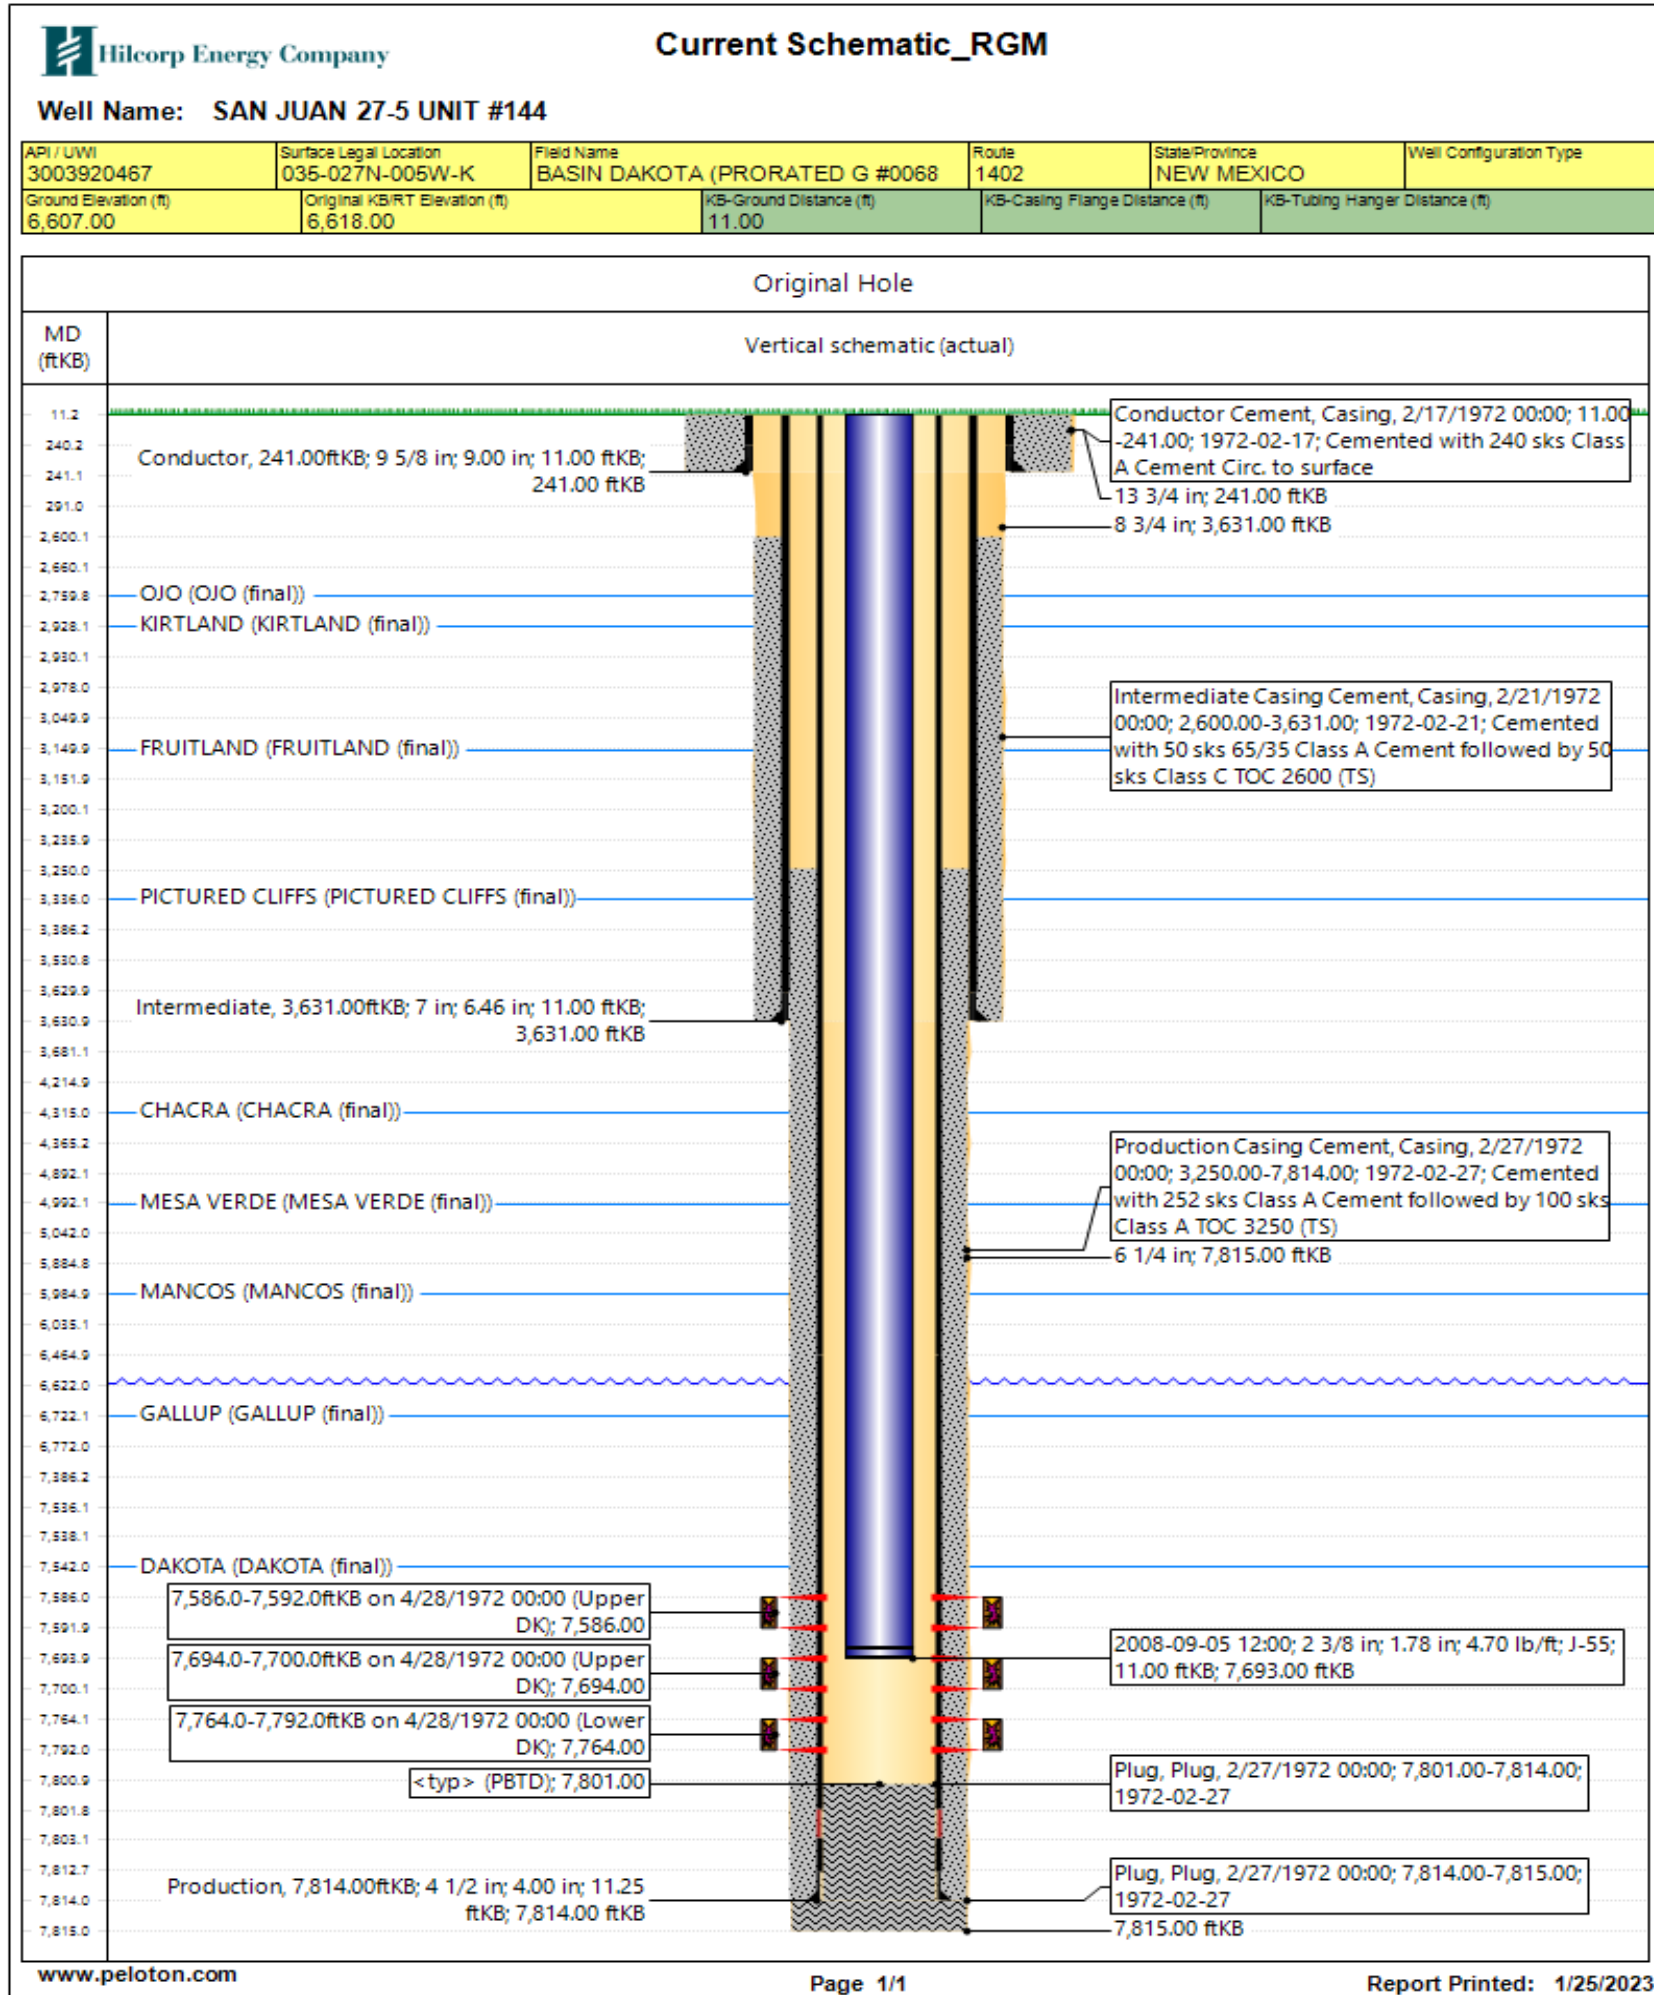 Hilcorp Energy Company
Current Schematic_RGM
Well Name: SAN JUAN 27-5 UNIT #144
API / UWI
3003920467
Surface Legal Location
035-027N-005W-K
Field Name
BASIN DAKOTA (PRORATED G #0068
Route
1402
State/Province
NEW MEXICO
Well Configuration Type
Ground Elevation (ft)
6,607.00
Original KB/RT Elevation (ft)
6,618.00
KB-Ground Distance (ft)
11.00
KB-Casing Flange Distance (ft)
KB-Tubing Hanger Distance (ft)
Original Hole
MD
(ftKB)
Vertical schematic (actual)
11.2
240.2
241.1
291.0
2,600.1
2,660.1
2,759.8
2,928.1
2,930.1
2,978.0
3,049.9
3,149.9
3,151.9
3,200.1
3,235.9
3,250.0
3,336.0
3,386.2
3,530.8
3,629.9
3,630.9
3,681.1
4,214.9
4,315.0
4,365.2
4,892.1
4,992.1
5,042.0
5,884.8
5,984.9
6,035.1
6,464.9
6,622.0
6,722.1
6,772.0
7,386.2
7,536.1
7,538.1
7,542.0
7,586.0
7,591.9
7,693.9
7,700.1
7,764.1
7,792.0
7,800.9
7,801.8
7,803.1
7,812.7
7,814.0
7,815.0
Conductor, 241.00ftKB; 9 5/8 in; 9.00 in; 11.00 ftKB;
241.00 ftKB
OJO (OJO (final))
KIRTLAND (KIRTLAND (final))
FRUITLAND (FRUITLAND (final))
PICTURED CLIFFS (PICTURED CLIFFS (final))
Intermediate, 3,631.00ftKB; 7 in; 6.46 in; 11.00 ftKB;
3,631.00 ftKB
CHACRA (CHACRA (final))
MESA VERDE (MESA VERDE (final))
MANCOS (MANCOS (final))
GALLUP (GALLUP (final))
DAKOTA (DAKOTA (final))
7,586.0-7,592.0ftKB on 4/28/1972 00:00 (Upper
DK); 7,586.00
7,694.0-7,700.0ftKB on 4/28/1972 00:00 (Upper
DK); 7,694.00
7,764.0-7,792.0ftKB on 4/28/1972 00:00 (Lower
DK); 7,764.00
<typ> (PBTD); 7,801.00
Production, 7,814.00ftKB; 4 1/2 in; 4.00 in; 11.25
ftKB; 7,814.00 ftKB
Conductor Cement, Casing, 2/17/1972 00:00; 11.00
-241.00; 1972-02-17; Cemented with 240 sks Class
A Cement Circ. to surface
13 3/4 in; 241.00 ftKB
8 3/4 in; 3,631.00 ftKB
Intermediate Casing Cement, Casing, 2/21/1972
00:00; 2,600.00-3,631.00; 1972-02-21; Cemented
with 50 sks 65/35 Class A Cement followed by 50
sks Class C TOC 2600 (TS)
Production Casing Cement, Casing, 2/27/1972
00:00; 3,250.00-7,814.00; 1972-02-27; Cemented
with 252 sks Class A Cement followed by 100 sks
Class A TOC 3250 (TS)
6 1/4 in; 7,815.00 ftKB
2008-09-05 12:00; 2 3/8 in; 1.78 in; 4.70 lb/ft; J-55;
11.00 ftKB; 7,693.00 ftKB
Plug, Plug, 2/27/1972 00:00; 7,801.00-7,814.00;
1972-02-27
Plug, Plug, 2/27/1972 00:00; 7,814.00-7,815.00;
1972-02-27
7,815.00 ftKB
www.peloton.com
Page 1/1
Report Printed: 1/25/2023